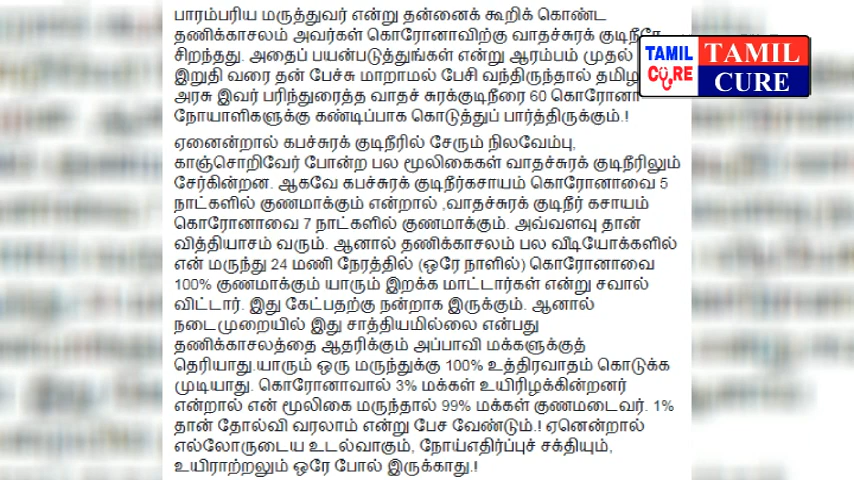 பாரம்பரிய மருத்துவர் என்று தன்னைக் கூறிக் கொண்ட
தணிக்காசலம் அவர்கள் கொரோனாவிற்கு வாதசுரக் குடிநீரே
சிறந்தது. அதைப் பயன்படுத்துங்கள் என்று ஆரம்பம் முதல்
இறுதி வரை தன் பேச்சு மாறாமல் பேசி வந்திருந்தால்
அரசு இவர் பரிந்துரைத்த வாதச் சுரக்குடிநீரை 60 கொரோனா
நோயாளிகளுக்கு கண்டிப்பாக கொடுத்துப் பார்த்திருக்கும்.!
ஏனைன்றால் கபச்சுரக் குடிநீரில் சேரும் நிலவேம்பு,
காஞ்சொறிவேர் போன்ற பல மூலிகைகள் வாதச்சுரக் குடிநீரிலும்
சேர்கின்றன. ஆகவே கபச்சுரக் குடிநீர்கசாயம் கொரோனாவை 5
நாட்களில் குணமாக்கும் என்றால் ,வாதச்சுரக் குடிநீர் கசாயம்
கொரோனாவை 7 நாட்களில் குணமாக்கும். அவ்வளவு தான்
வித்தியாசம் வரும். ஆனால் தணிக்காசலம் பல வீடியோக்களில்
என் மருந்து 24 மணி நேரத்தில் (ஒரே நாளில்) கொரோனாவை
100% குணமாக்கும் யாரும் இறக்க மாட்டார்கள் என்று சவால்
விட்டார். இது கேட்பதற்கு நன்றாக இருக்கும். ஆனால்
நடைமுறையில் இது சாத்தியமில்லை என்பது
தணிக்காசலத்தை ஆதரிக்கும் அப்பாவி மக்களுக்குத்
தெரியாது.யாரும் ஒரு மருந்துக்கு 100% உத்திரவாதம் கொடுக்க
முடியாது. கொரோனாவால் 3% மக்கள் உயிரிழக்கின்றனர்
என்றால் என் மூலிகை மருந்தால் 99% மக்கள் குணமடைவர். 1%
தான் தோல்வி வரலாம் என்று பேச வேண்டும்.! ஏனென்றால்
எல்லோருடைய உடல்வாகும், நோய்எதிர்ப்புச் சக்தியும்,
உயிராற்றலும் ஒரே போல் இருக்காது.!
TAMIL
CURE
TAMIL
CURE